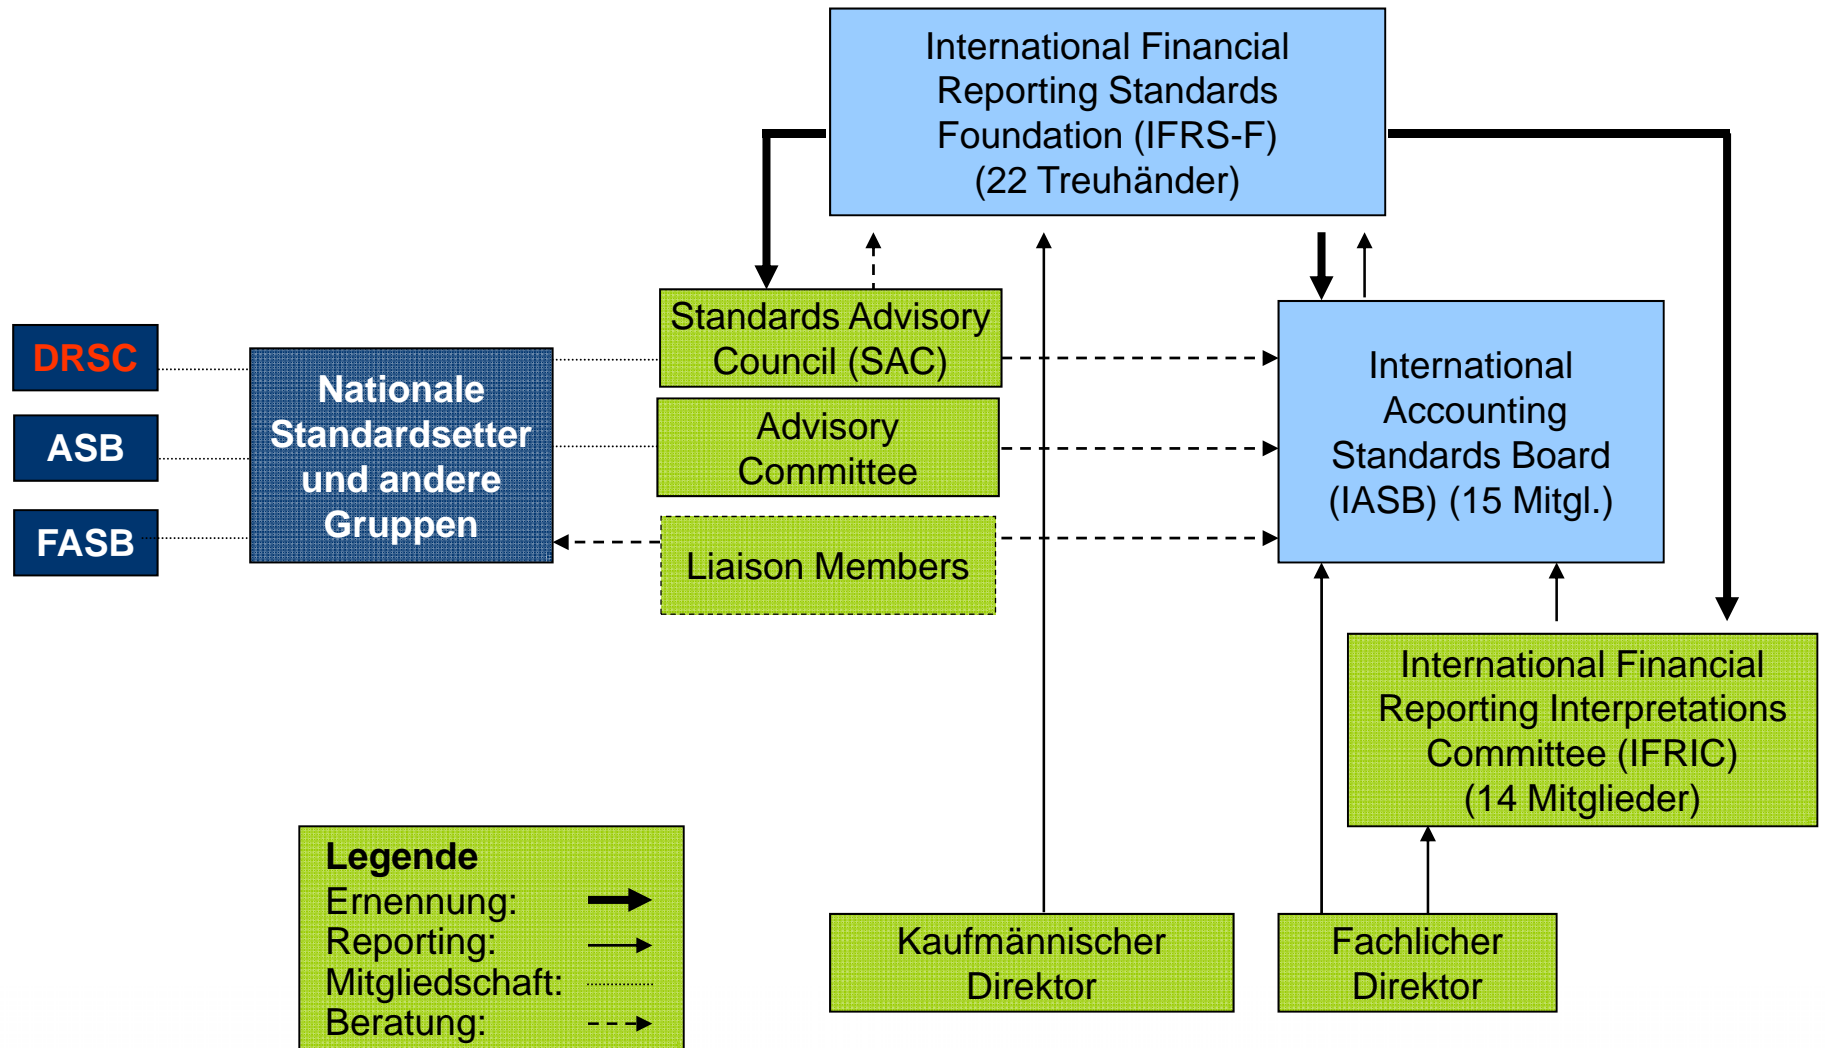 International Financial
Reporting Standards
Foundation (IFRS-F)
(22 Treuhänder)
Standards Advisory
Council (SAC)
DRSC
ASB
FASB
Nationale
Standardsetter
und andere
Gruppen
Advisory
Committee
Liaison Members
International
Accounting
Standards Board
(IASB) (15 Mitgl.)
International Financial
Reporting Interpretations
Committee (IFRIC)
(14 Mitglieder)
Legende
Ernennung:
Reporting:
Mitgliedschaft:
Beratung:
Kaufmännischer
Direktor
Fachlicher
Direktor